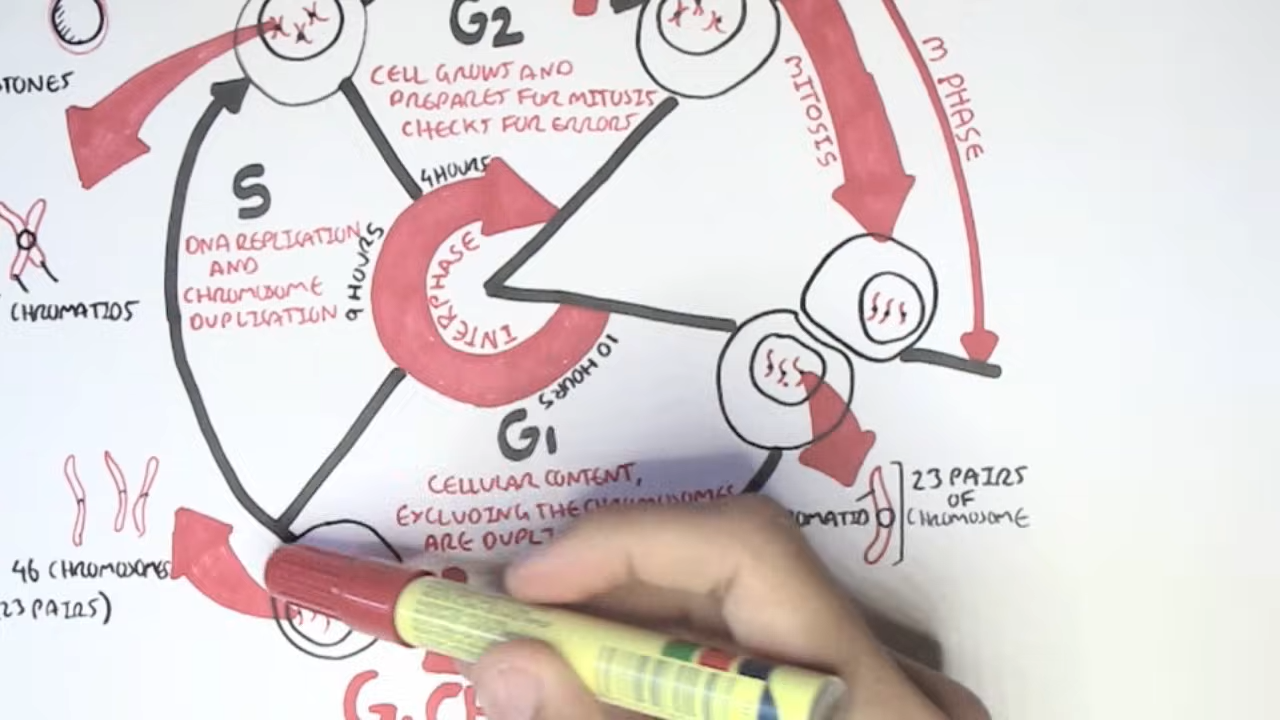 G2
CELL GROWS AND
PREPARES FOR MITOSIS
CHECKS FOR ERRORS
MITOSIS
M PHASE
S
DNA REPLICATION
AND
CHROMOSOME
DUPLICATION
4 HOURS
9 HOURS
INTERPHASE
10 HOURS
CHROMATIDS
G1
CELLULAR CONTENT,
EXCLUDING THE CHROMOSOMES
ARE
23 PAIRS
OF
CHROMOSOME
46 CHROMOSOMES
23 PAIRS)